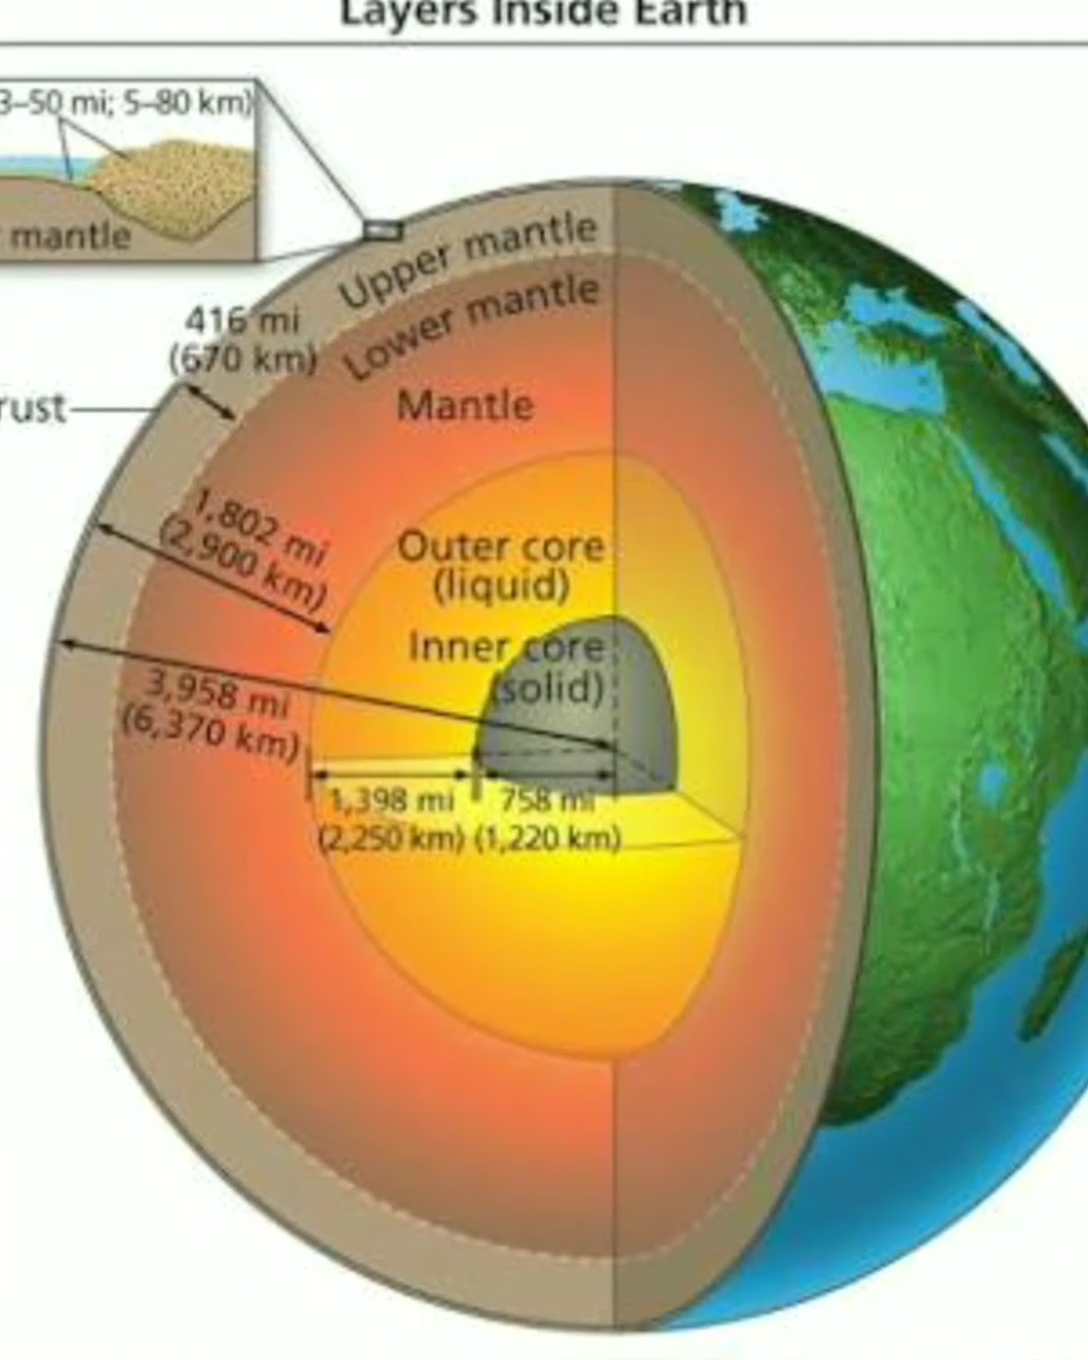 Layers Inside Earth
3–50 mi; 5–80 km)
mantle
Upper mantle
Lower mantle
416 mi
(670 km)
rust
Mantle
1,802 mi
(2,900 km)
Outer core
(liquid)
Inner core
(solid)
3,958 mi
(6,370 km)
1,398 mi 758 mi
(2,250 km) (1,220 km)